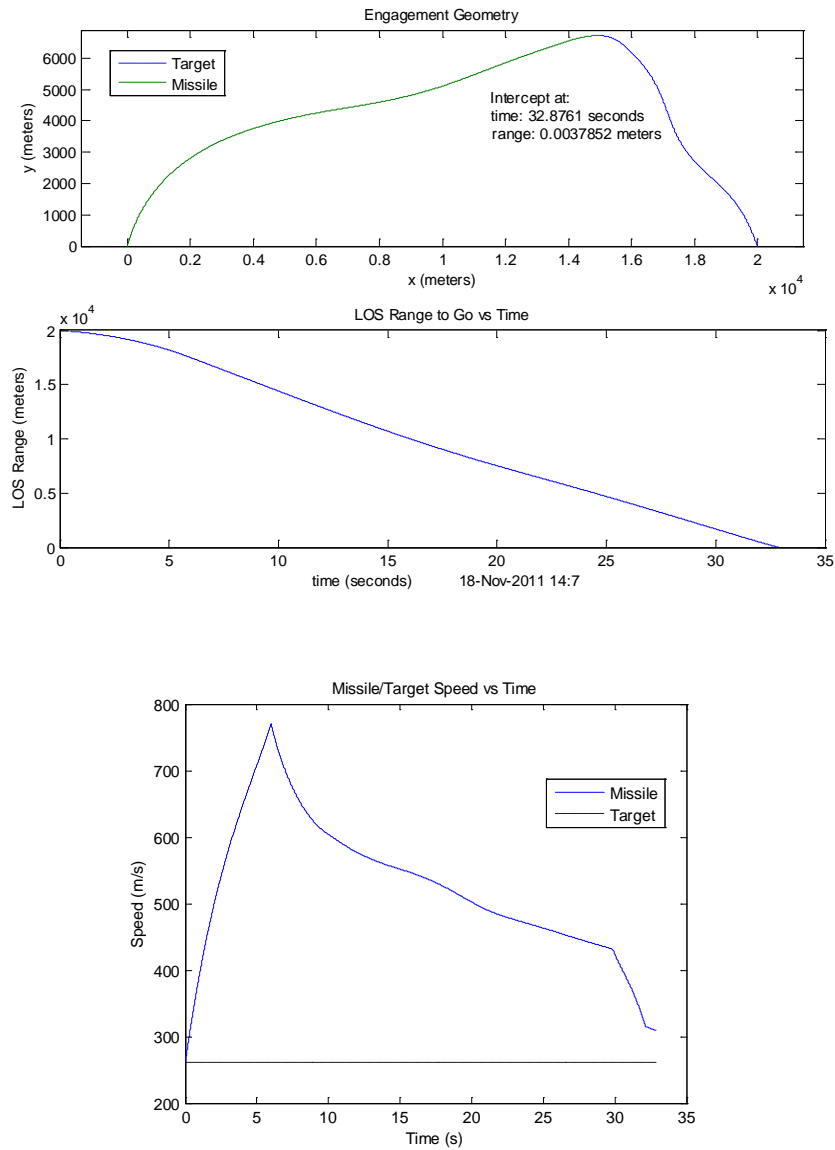 Engagement Geometry
6000
5000
4000
3000
2000
1000
0
y (meters)
Target
Missile
Intercept at:
time: 32.8761 seconds
range: 0.0037852 meters
0 0.2 0.4 0.6 0.8 1 1.2 1.4 1.6 1.8 2
x (meters)
x 10^4
x 10^4
LOS Range to Go vs Time
2
1.5
1
0.5
0
LOS Range (meters)
0 5 10 15 20 25 30 35
time (seconds) 18-Nov-2011 14:7
Missile/Target Speed vs Time
800
700
600
500
400
300
200
Speed (m/s)
Missile
Target
0 5 10 15 20 25 30 35
Time (s)